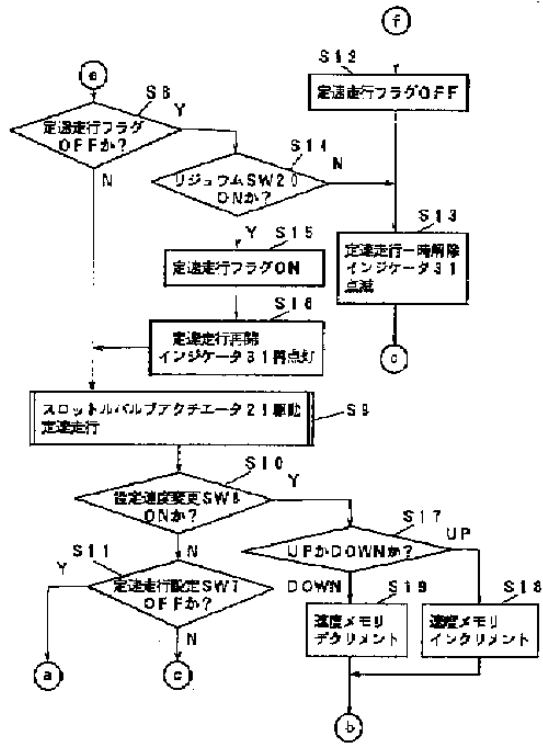 f
S12
定速走行フラグOFF
e
S8
定速走行フラグ
OFFか?
Y
N
S14
リジュウムSW20
ONか?
N
Y
S13
定速走行一時解除
インジケータ31
点滅
c
S15
定速走行フラグON
S16
定速走行再開
インジケータ31再点灯
スロットルバルブアクチエータ21駆動
定速走行
S9
S10
設定速度変更SW8
ONか?
Y
N
S11
定速走行設定SW7
OFFか?
Y
N
a
c
S17
UPかDOWNか?
UP
DOWN
S19
速度メモリ
デクリメント
S18
速度メモリ
インクリメント
b